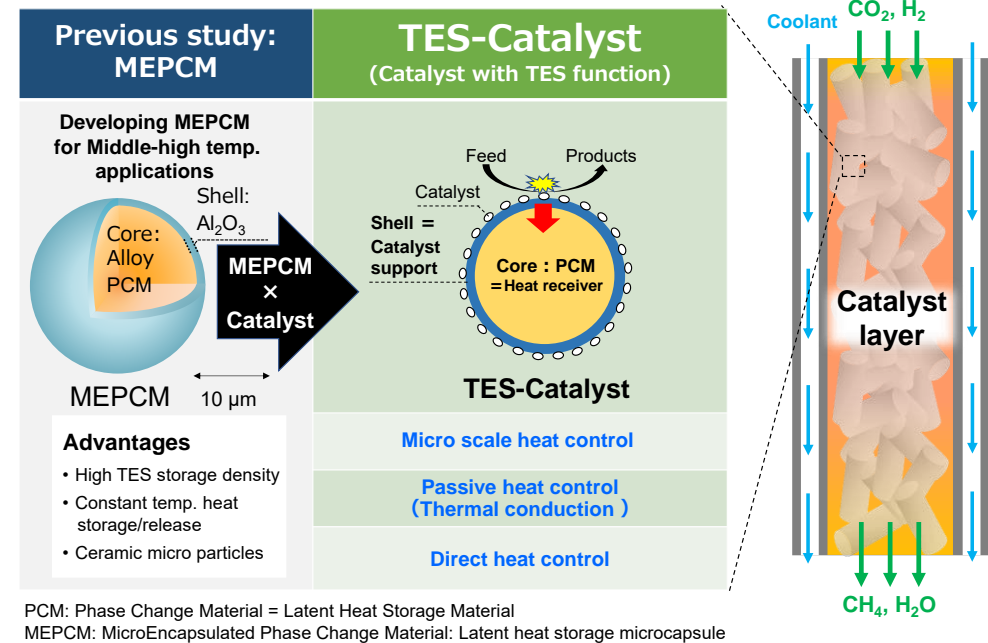 Previous study:
MEPCM
TES-Catalyst
(Catalyst with TES function)
Developing MEPCM
for Middle-high temp.
applications
Shell:
Al₂O₃
Core:
Alloy
PCM
MEPCM
10 μm
MEPCM
×
Catalyst
Advantages
• High TES storage density
• Constant temp. heat
storage/release
• Ceramic micro particles
Feed
Products
Catalyst
Shell =
Catalyst
support
Core : PCM
=Heat receiver
TES-Catalyst
Micro scale heat control
Passive heat control
(Thermal conduction )
Direct heat control
Coolant
CO₂, H₂
Catalyst
layer
CH₄, H₂O
PCM: Phase Change Material = Latent Heat Storage Material
MEPCM: MicroEncapsulated Phase Change Material: Latent heat storage microcapsule